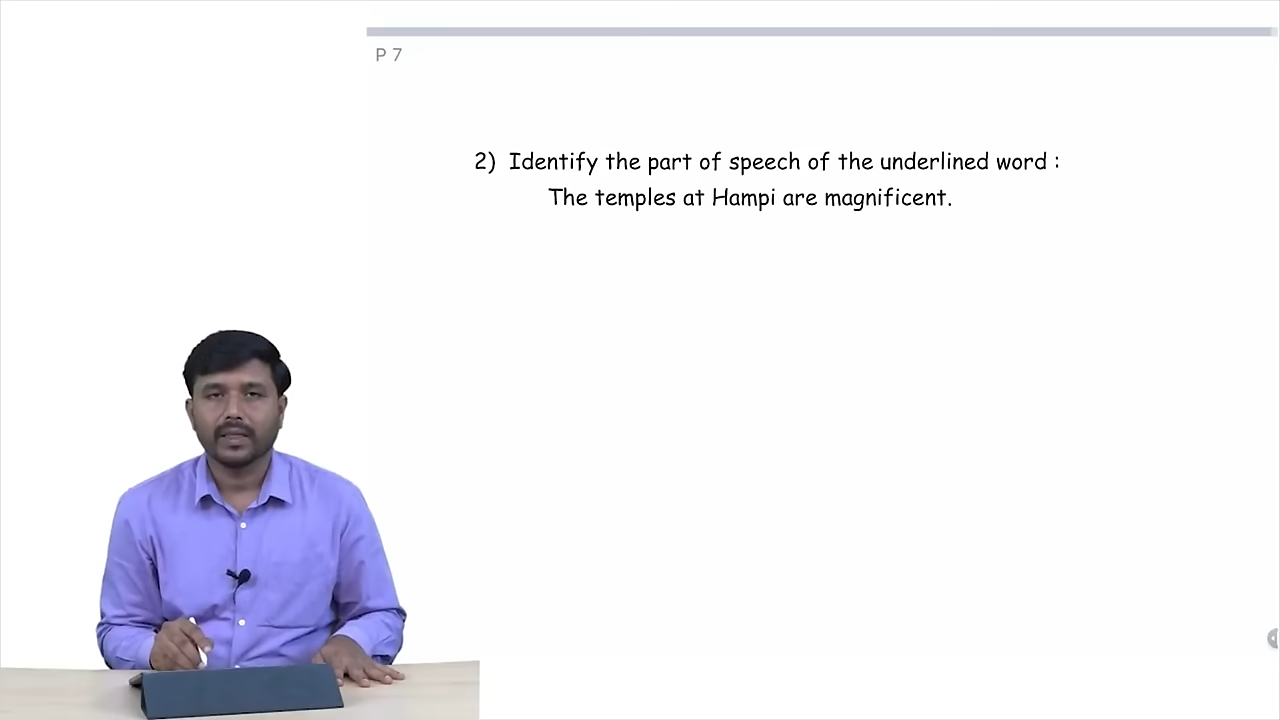 P 7
2) Identify the part of speech of the underlined word :
The temples at Hampi are magnificent.